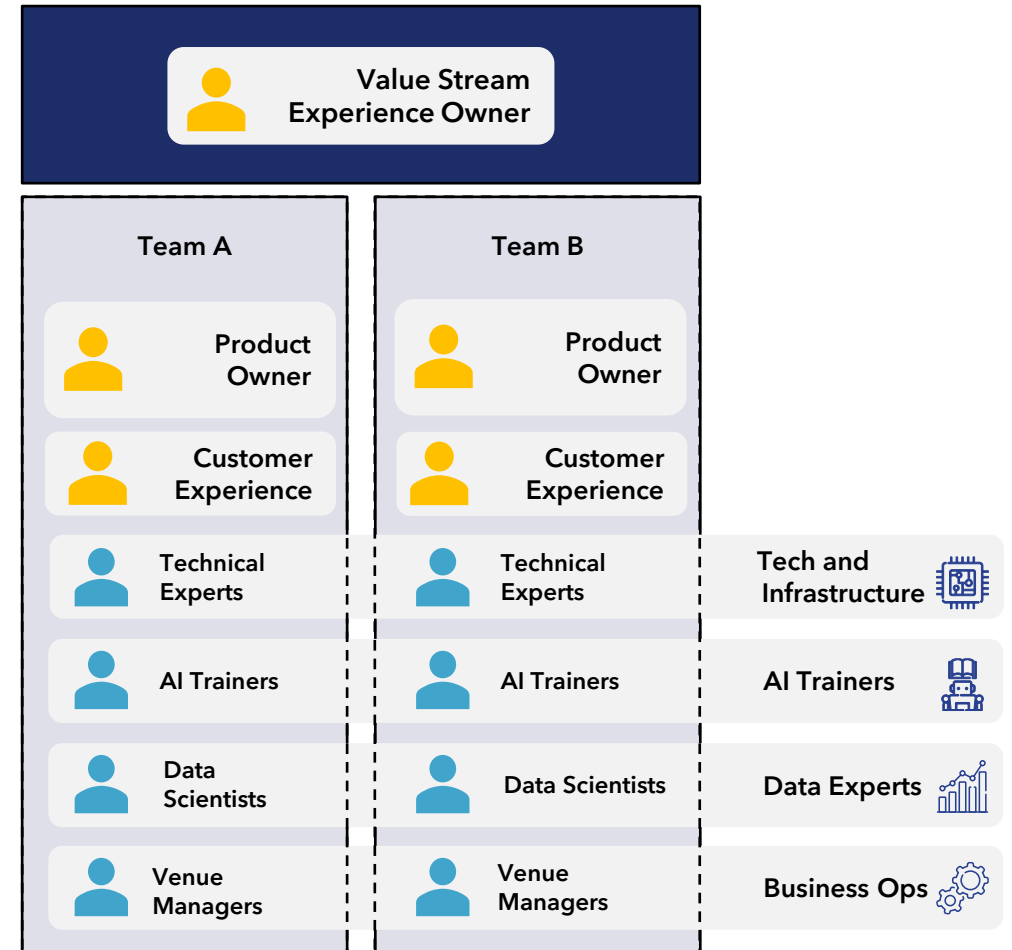 Value Stream
Experience Owner
Team A
Team B
Product
Owner
Product
Owner
Customer
Experience
Customer
Experience
Technical
Experts
Technical
Experts
Tech and
Infrastructure
AI Trainers
AI Trainers
AI Trainers
Data
Scientists
Data Scientists
Data Experts
Venue
Managers
Venue
Managers
Business Ops